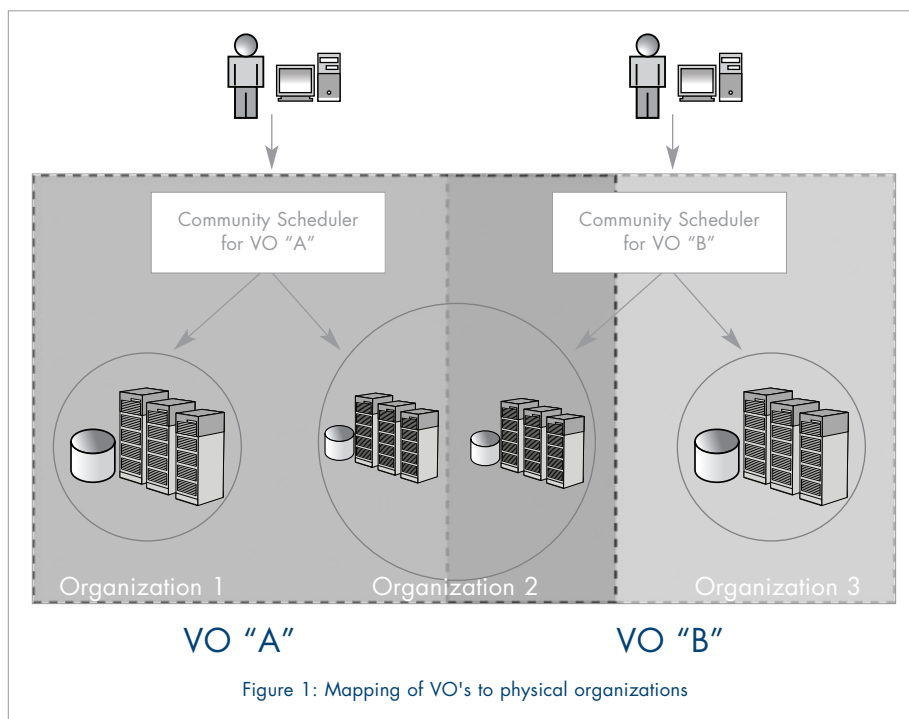 Community Scheduler
for VO “A”
Community Scheduler
for VO “B”
Organization 1
Organization 2
Organization 3
VO “A”
VO “B”
Figure 1: Mapping of VO's to physical organizations